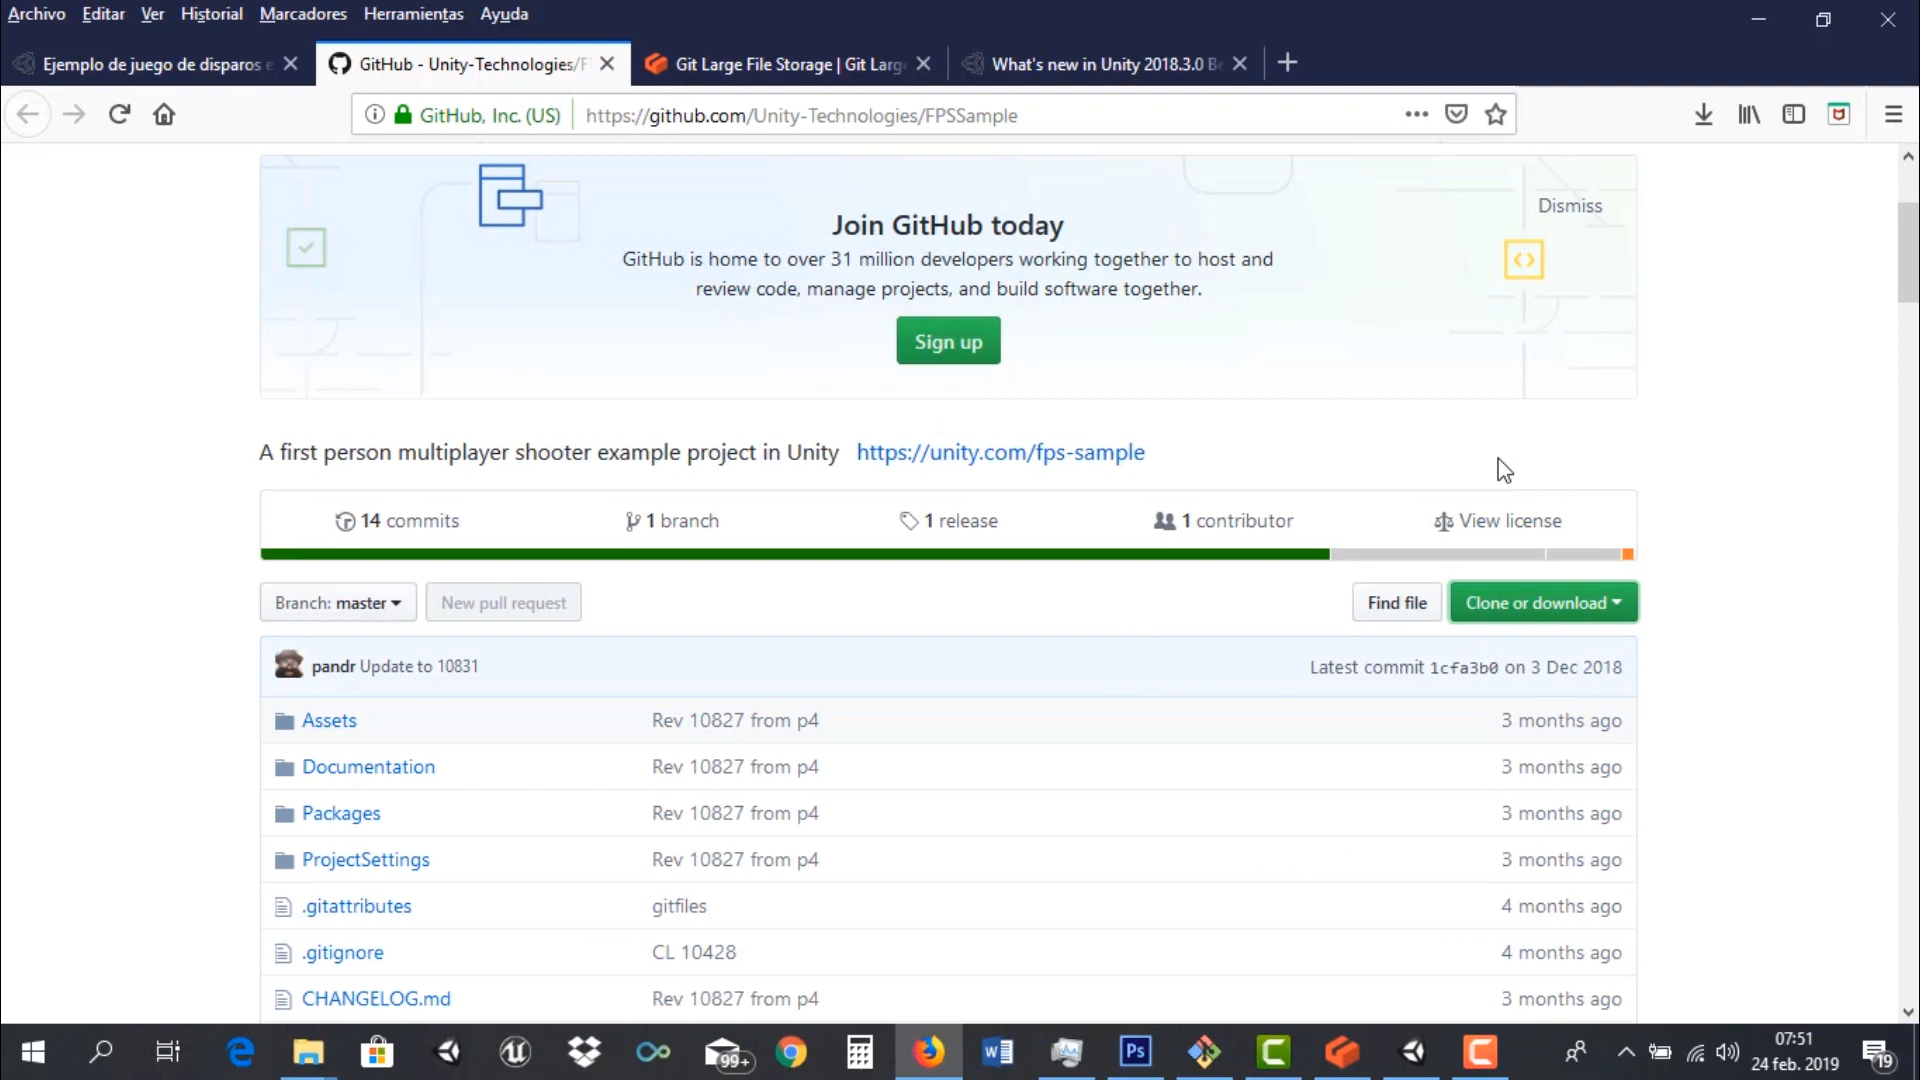 Archivo Editar Ver Historial Marcadores Herramientas Ayuda
Ejemplo de juego de disparos e
GitHub - Unity-Technologies/F
Git Large File Storage | Git Larg
What's new in Unity 2018.3.0 Be
GitHub, Inc. (US) https://github.com/Unity-Technologies/FPSSample
Dismiss
Join GitHub today
GitHub is home to over 31 million developers working together to host and
review code, manage projects, and build software together.
Sign up
A first person multiplayer shooter example project in Unity https://unity.com/fps-sample
14 commits 1 branch 1 release 1 contributor View license
Branch: master New pull request Find file Clone or download
pandr Update to 10831 Latest commit 1cfa3b0 on 3 Dec 2018
Assets Rev 10827 from p4 3 months ago
Documentation Rev 10827 from p4 3 months ago
Packages Rev 10827 from p4 3 months ago
ProjectSettings Rev 10827 from p4 3 months ago
.gitattributes gitfiles 4 months ago
.gitignore CL 10428 4 months ago
CHANGELOG.md Rev 10827 from p4 3 months ago
99+
Ps
07:51
24 feb. 2019
19